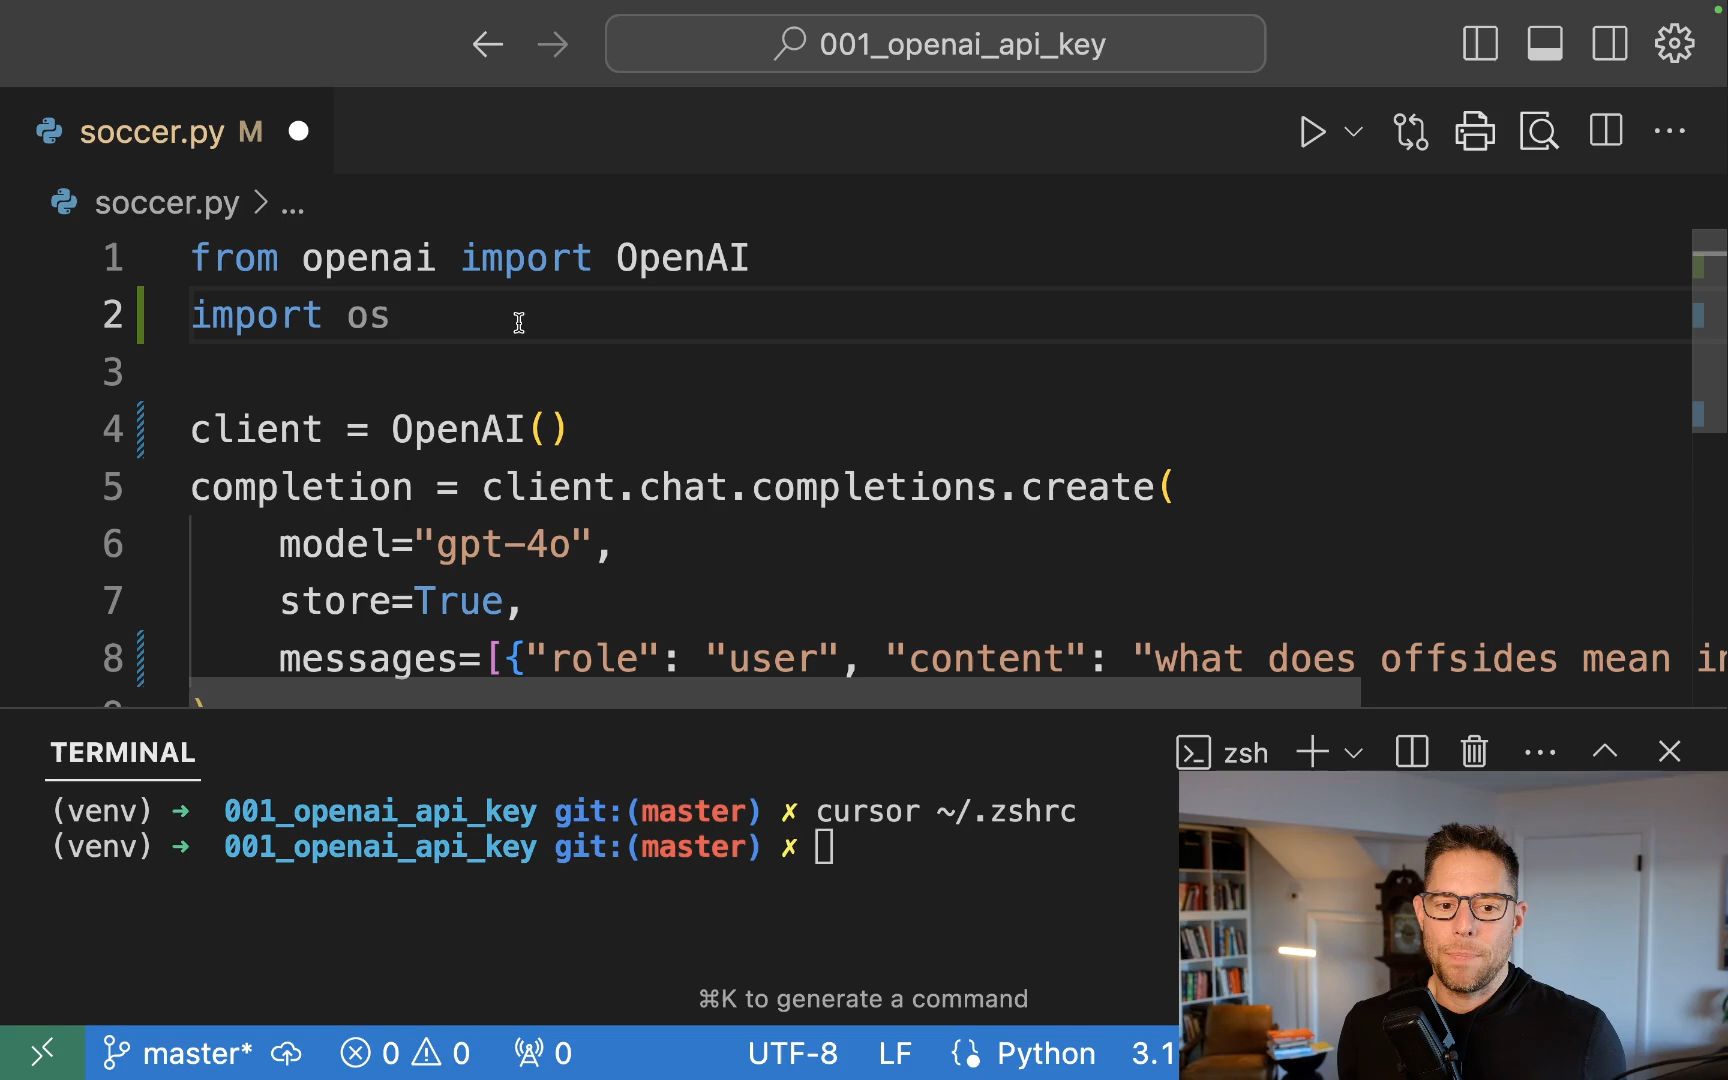 001_openai_api_key
soccer.py M
soccer.py > ...
1 from openai import OpenAI
2 import os
3
4 client = OpenAI()
5 completion = client.chat.completions.create(
6 model="gpt-4o",
7 store=True,
8 messages=[{"role": "user", "content": "what does offsides mean in
)
TERMINAL
zsh
(venv) ➜ 001_openai_api_key git:(master) ✗ cursor ~/.zshrc
(venv) ➜ 001_openai_api_key git:(master) ✗
⌘K to generate a command
master* 0 0 0 UTF-8 LF Python 3.1